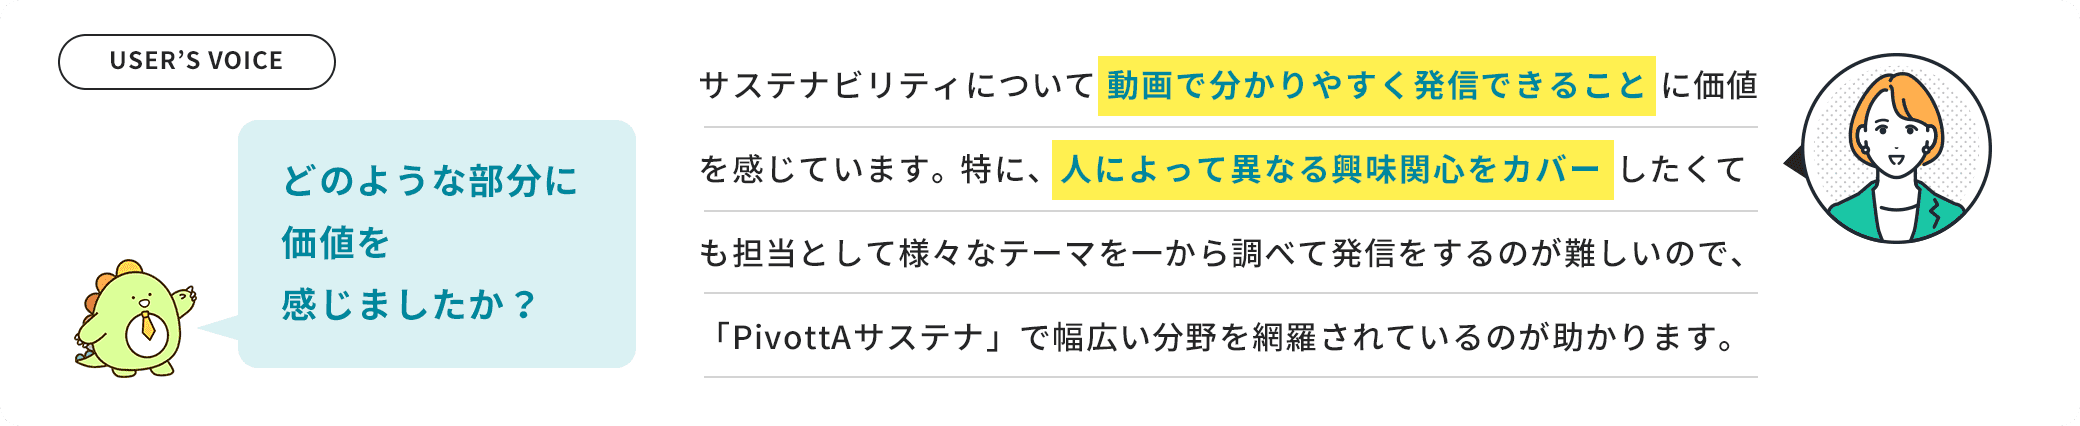 USER’S VOICE
どのような部分に
価値を
感じましたか？
サステナビリティについて動画で分かりやすく発信できることに価値
を感じています。特に、人によって異なる興味関心をカバーしたくて
も担当として様々なテーマを一から調べて発信をするのが難しいので、
「PivottAサステナ」で幅広い分野を網羅されているのが助かります。